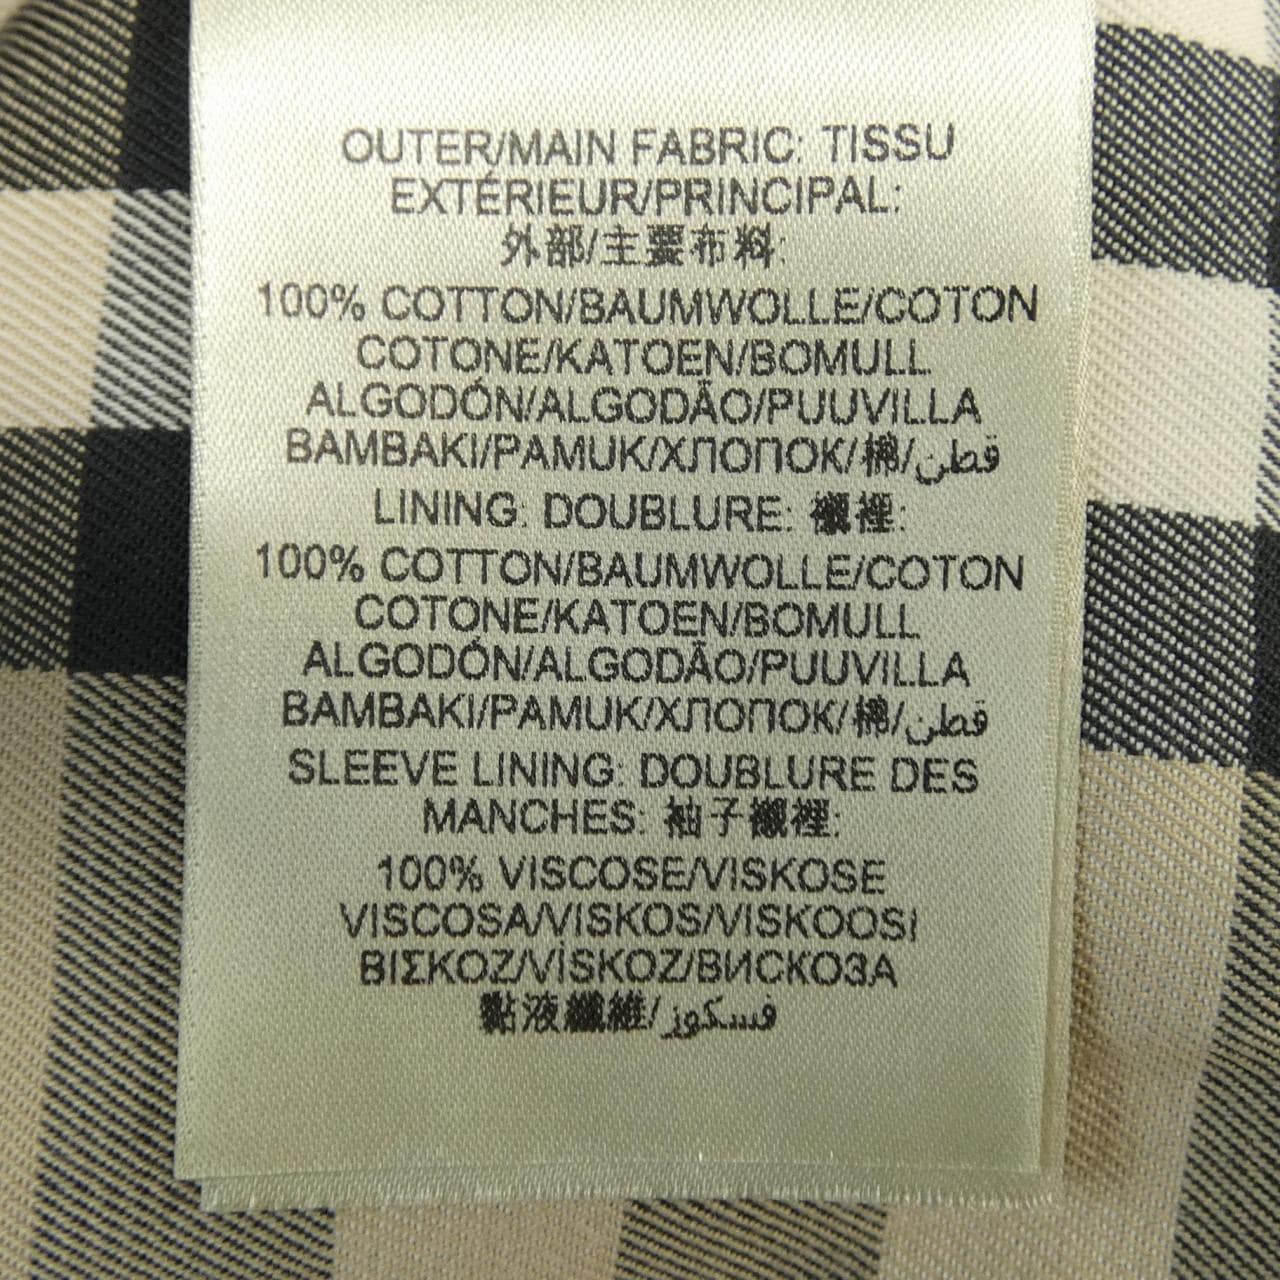 OUTER/MAIN FABRIC: TISSU
EXTÉRIEUR/PRINCIPAL:
外部/主要布料:
100% COTTON/BAUMWOLLE/COTON
COTONE/KATOEN/BOMULL
ALGODÓN/ALGODÃO/PUUVILLA
BAMBAKI/PAMUK/ХЛОПОК/棉/قطن
LINING: DOUBLURE: 襯裡:
100% COTTON/BAUMWOLLE/COTON
COTONE/KATOEN/BOMULL
ALGODÓN/ALGODÃO/PUUVILLA
BAMBAKI/PAMUK/ХЛОПОК/棉/قطن
SLEEVE LINING: DOUBLURE DES
MANCHES: 袖子襯裡:
100% VISCOSE/VISKOSE
VISCOSA/VISKOS/VISKOOSI
ΒΙΣΚΟΖ/VİSKOZ/ВИСКОЗА
黏液纖維/فسكوز